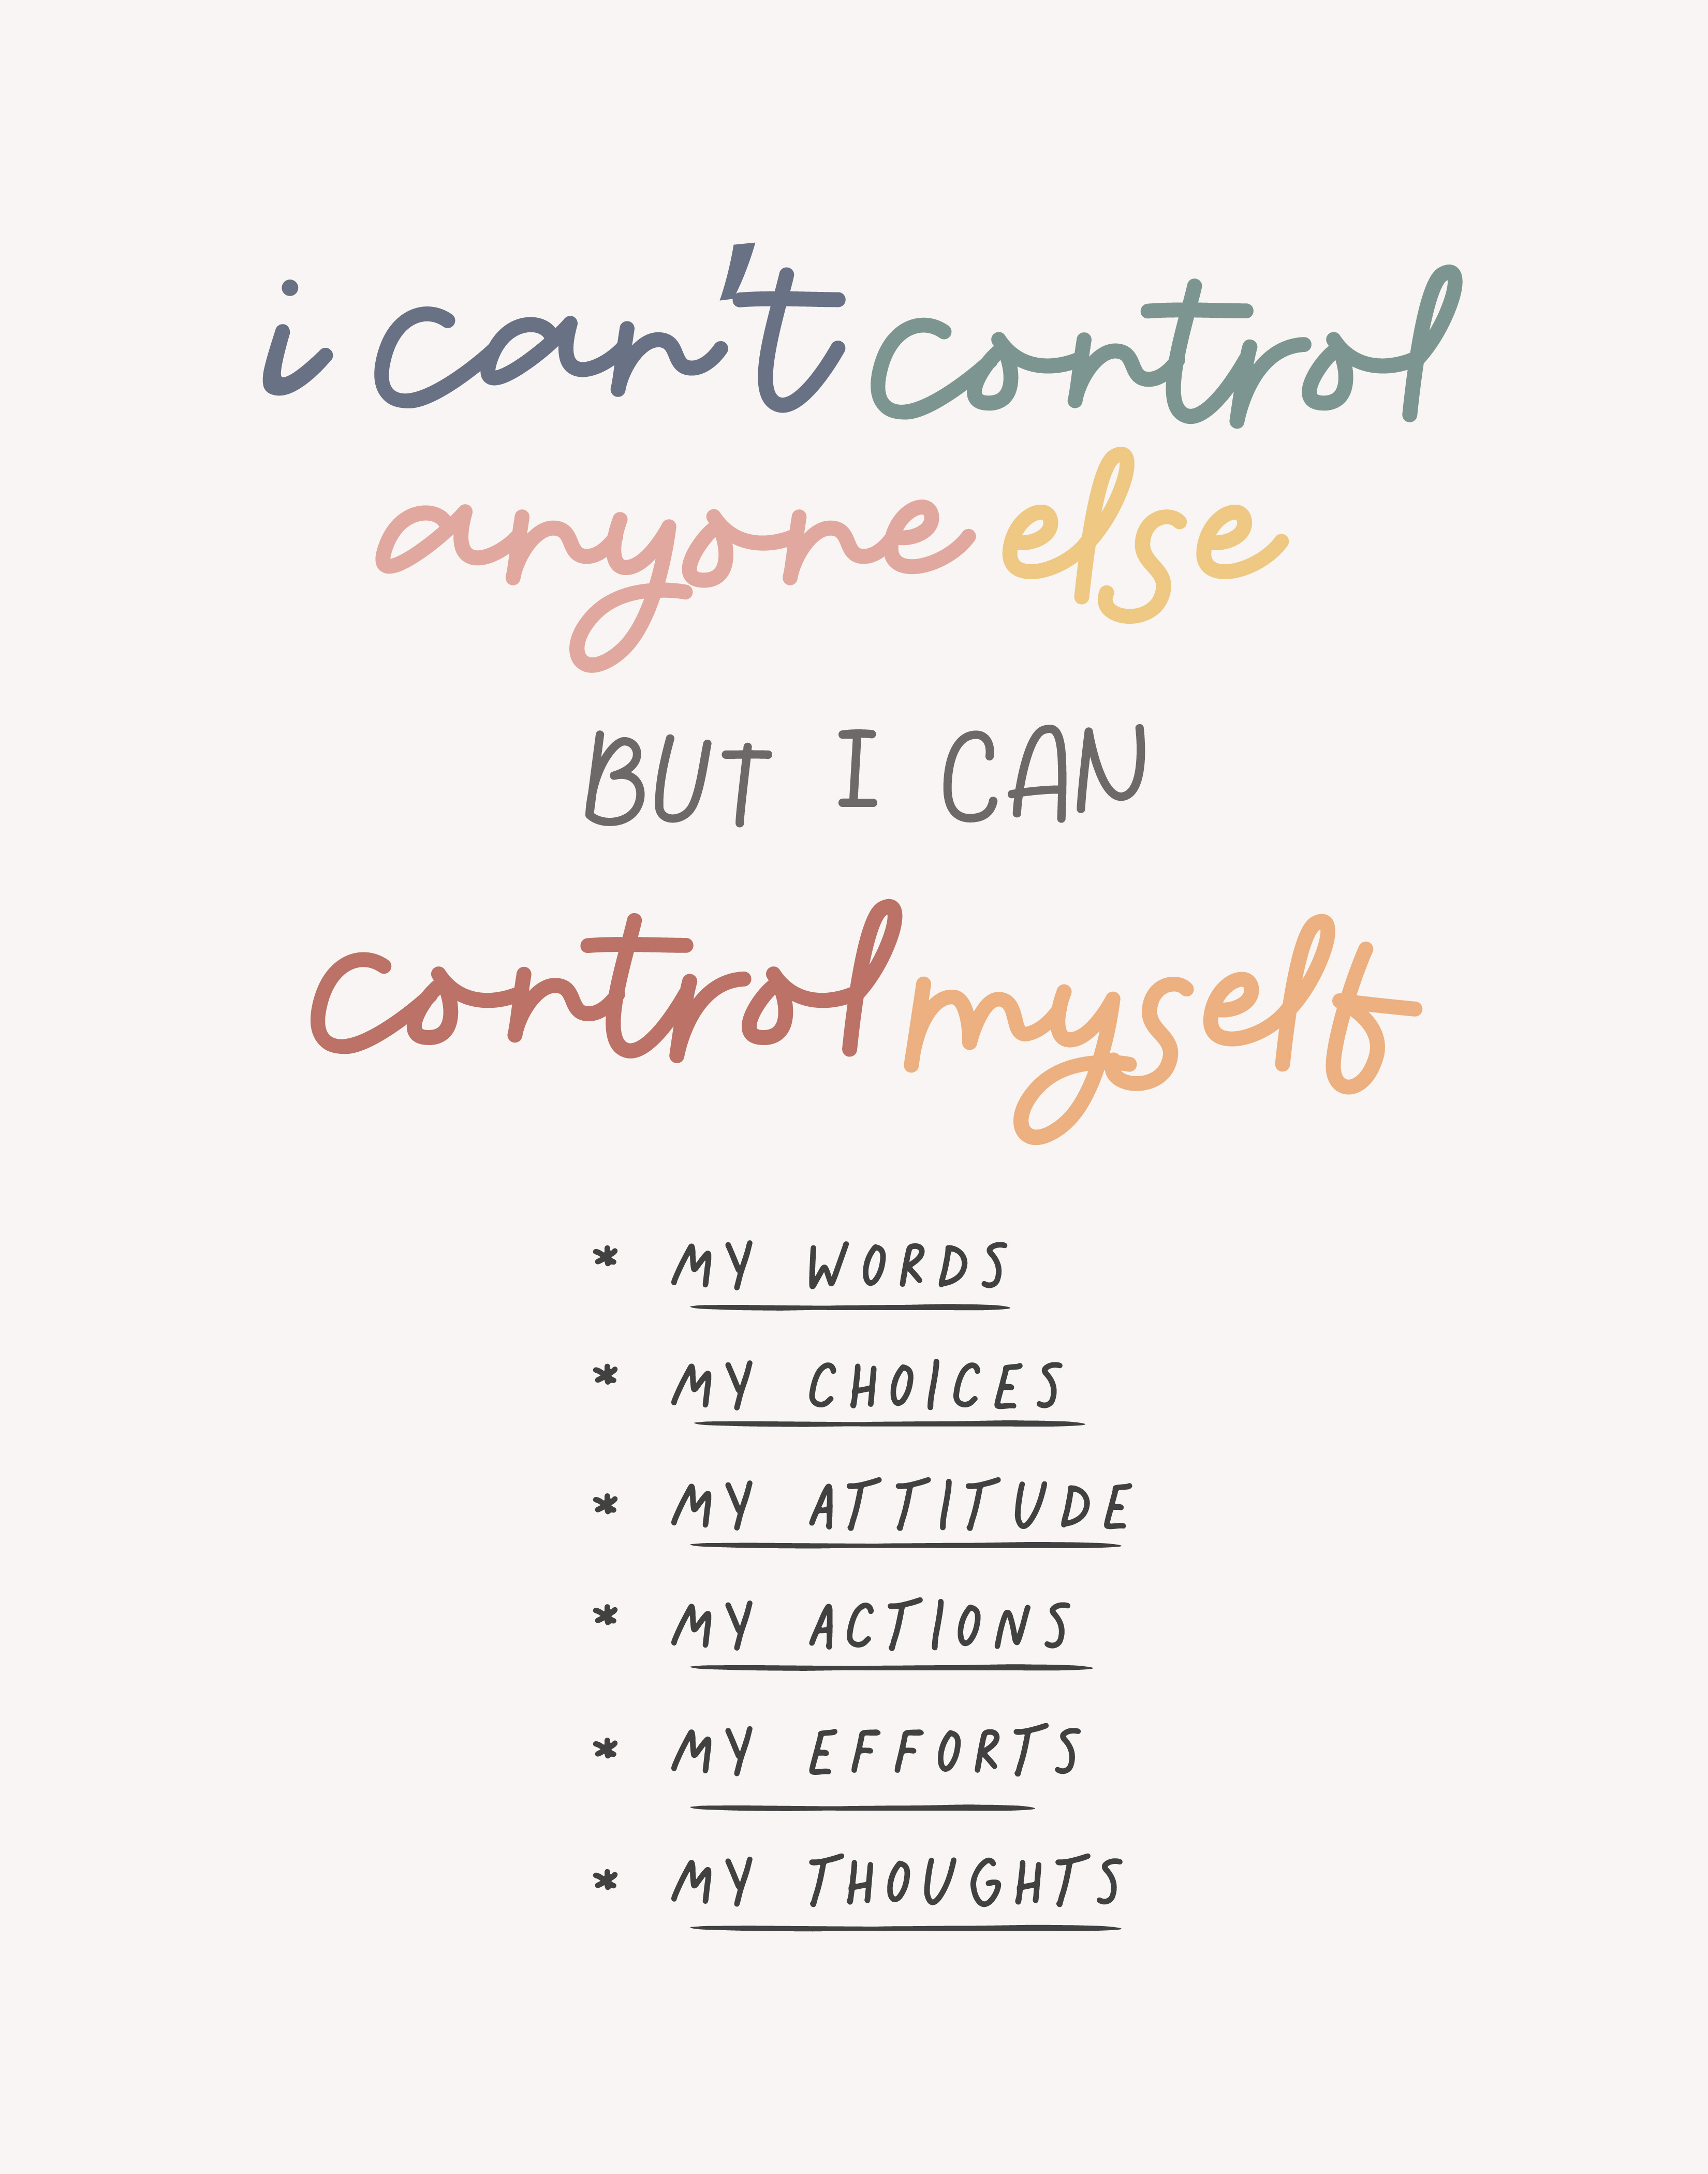 i can't control
anyone else
BUT I CAN
control myself
* MY WORDS
* MY CHOICES
* MY ATTITUDE
* MY ACTIONS
* MY EFFORTS
* MY THOUGHTS